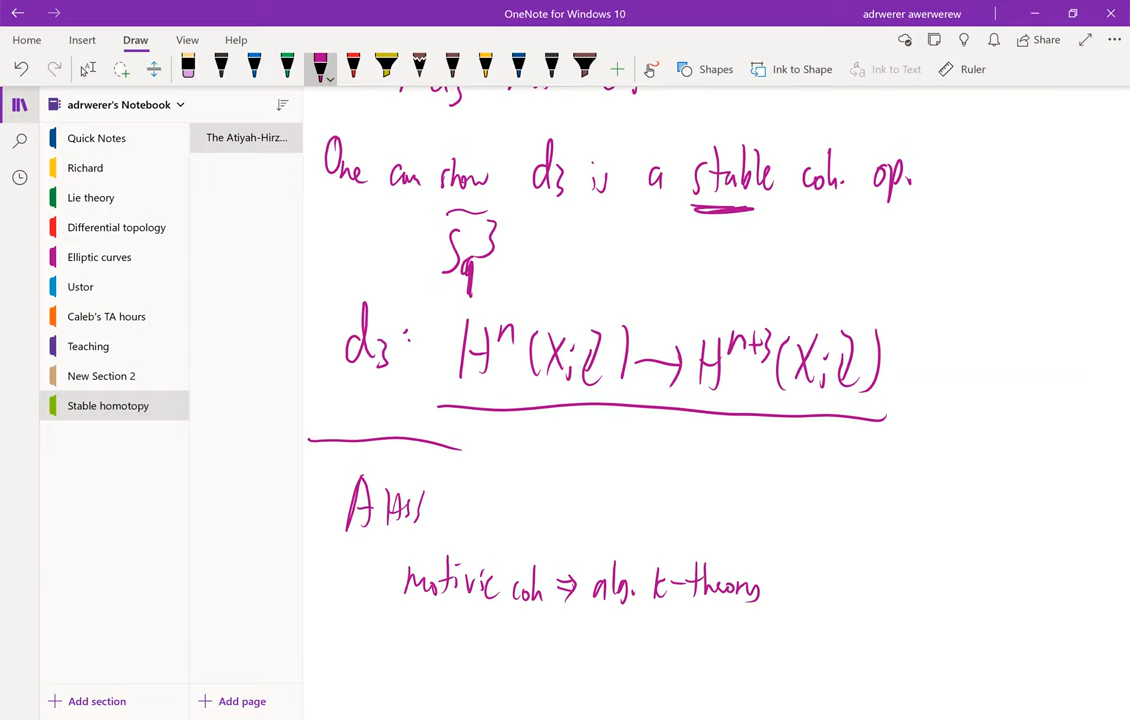 OneNote for Windows 10
adrwerer awerwerew
Home Insert Draw View Help
Share
Shapes
Ink to Shape
Ink to Text
Ruler
adrwerer's Notebook
Quick Notes
Richard
Lie theory
Differential topology
Elliptic curves
Ustor
Caleb's TA hours
Teaching
New Section 2
Stable homotopy
Add section
The Atiyah-Hirz...
Add page
One can show d₃ is a stable coh. op.
S̃q³
d₃: Hⁿ(X;ℤ) → Hⁿ⁺³(X;ℤ)
AHSS
motivic coh ⇒ alg. K-theory